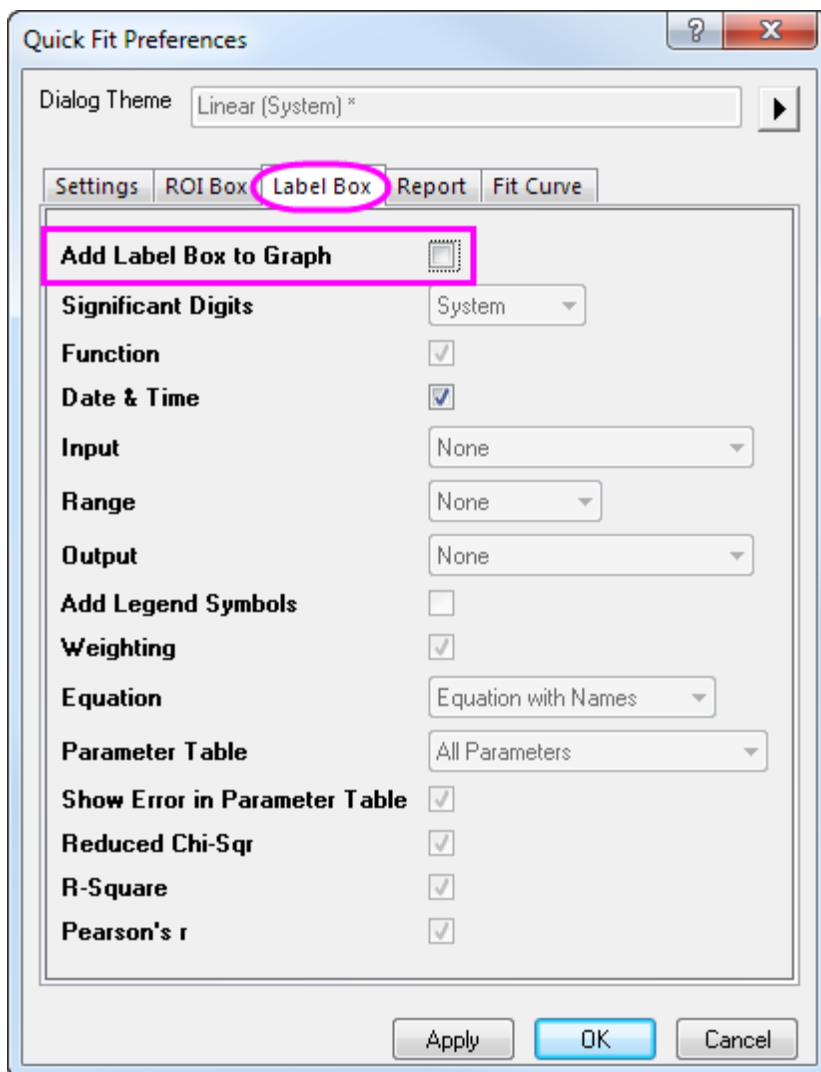 Quick Fit Preferences
Dialog Theme Linear (System) *
Settings ROI Box Label Box Report Fit Curve
Add Label Box to Graph
Significant Digits System
Function
Date & Time
Input None
Range None
Output None
Add Legend Symbols
Weighting
Equation Equation with Names
Parameter Table All Parameters
Show Error in Parameter Table
Reduced Chi-Sqr
R-Square
Pearson's r
Apply OK Cancel